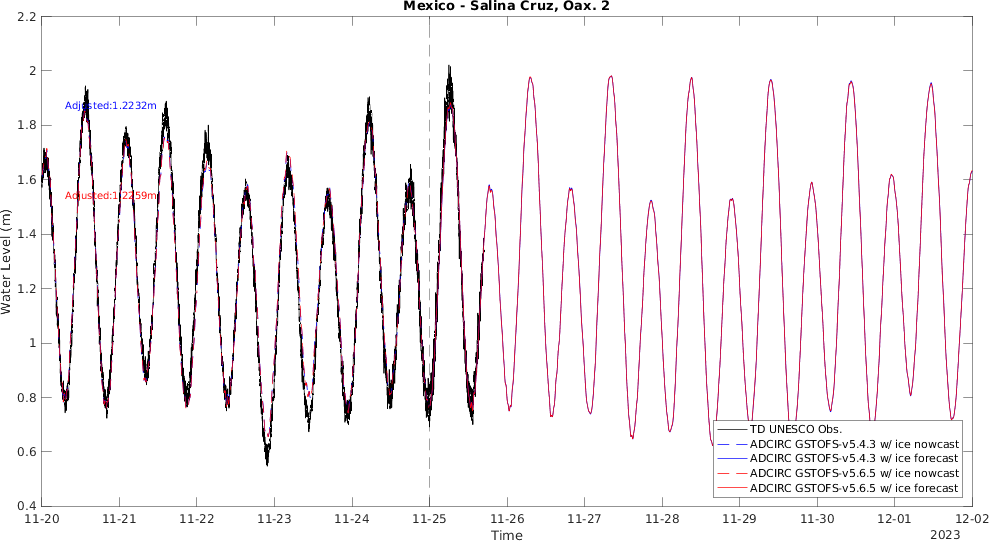 Mexico - Salina Cruz, Oax. 2
2.2
2
1.8
1.6
1.4
1.2
1
0.8
0.6
0.4
Water Level (m)
Adjusted:1.2232m
Adjusted:1.2259m
TD UNESCO Obs.
ADCIRC GSTOFS-v5.4.3 w/ ice nowcast
ADCIRC GSTOFS-v5.4.3 w/ ice forecast
ADCIRC GSTOFS-v5.6.5 w/ ice nowcast
ADCIRC GSTOFS-v5.6.5 w/ ice forecast
11-20 11-21 11-22 11-23 11-24 11-25 11-26 11-27 11-28 11-29 11-30 12-01 12-02
Time
2023